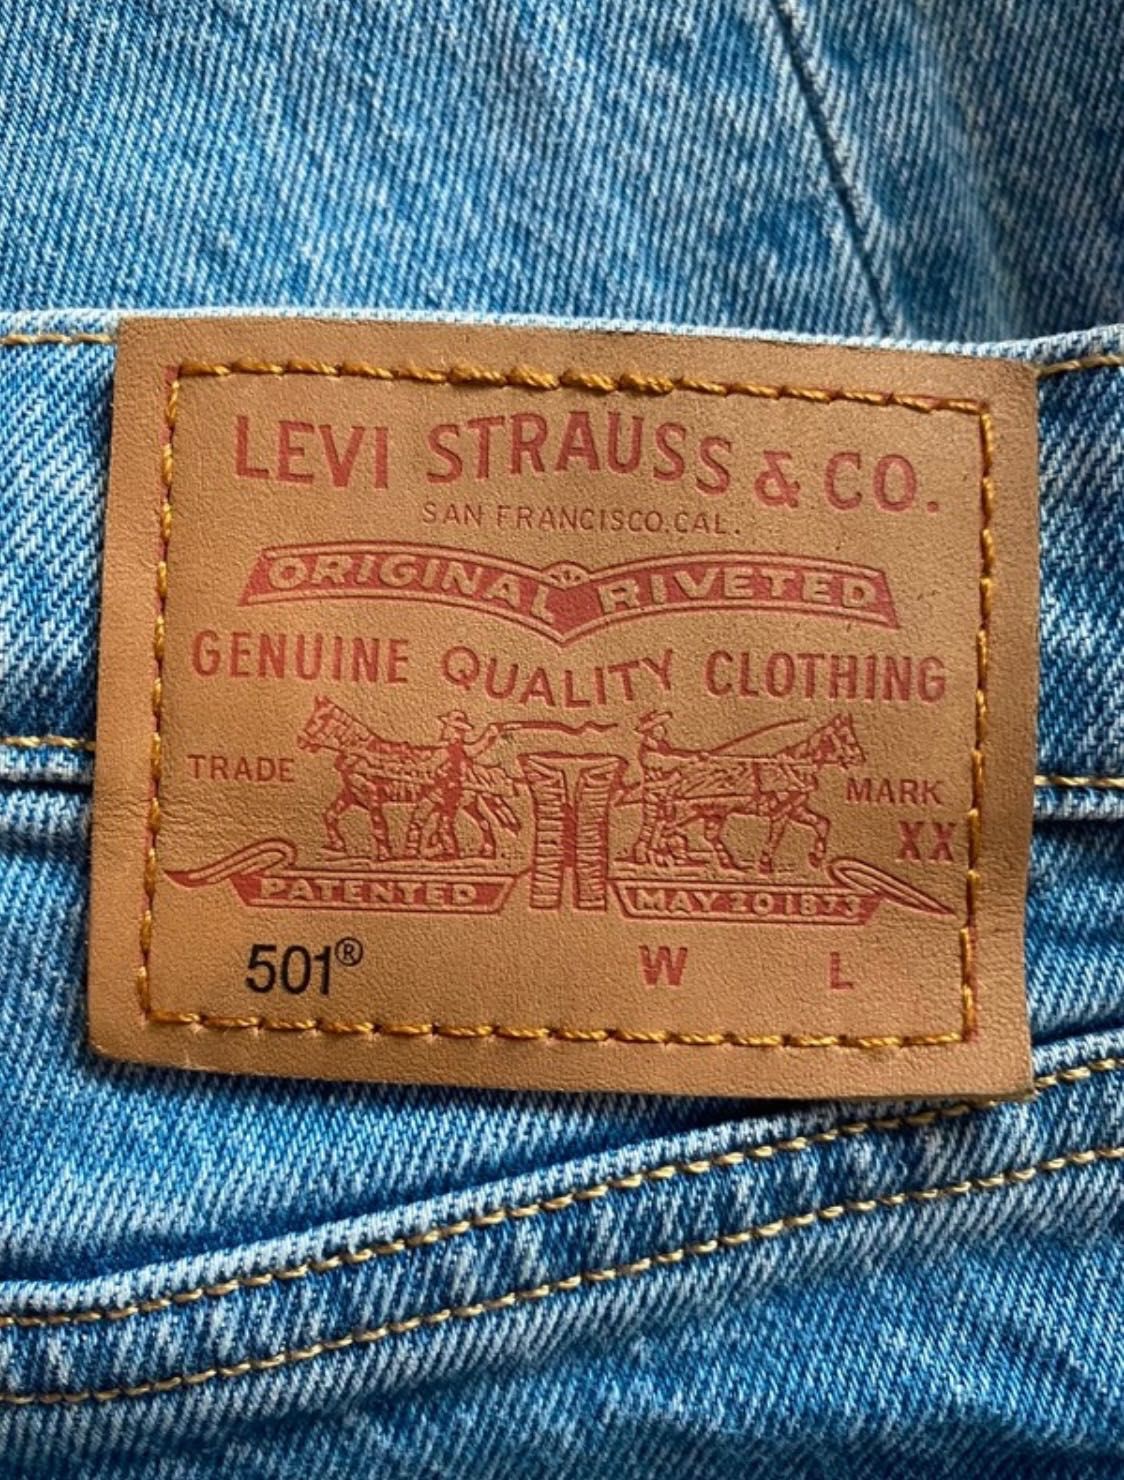 LEVI STRAUSS & CO.
SAN FRANCISCO.CAL.
ORIGINAL RIVETED
GENUINE QUALITY CLOTHING
TRADE MARK
XX
PATENTED MAY 20 1873
501® W L